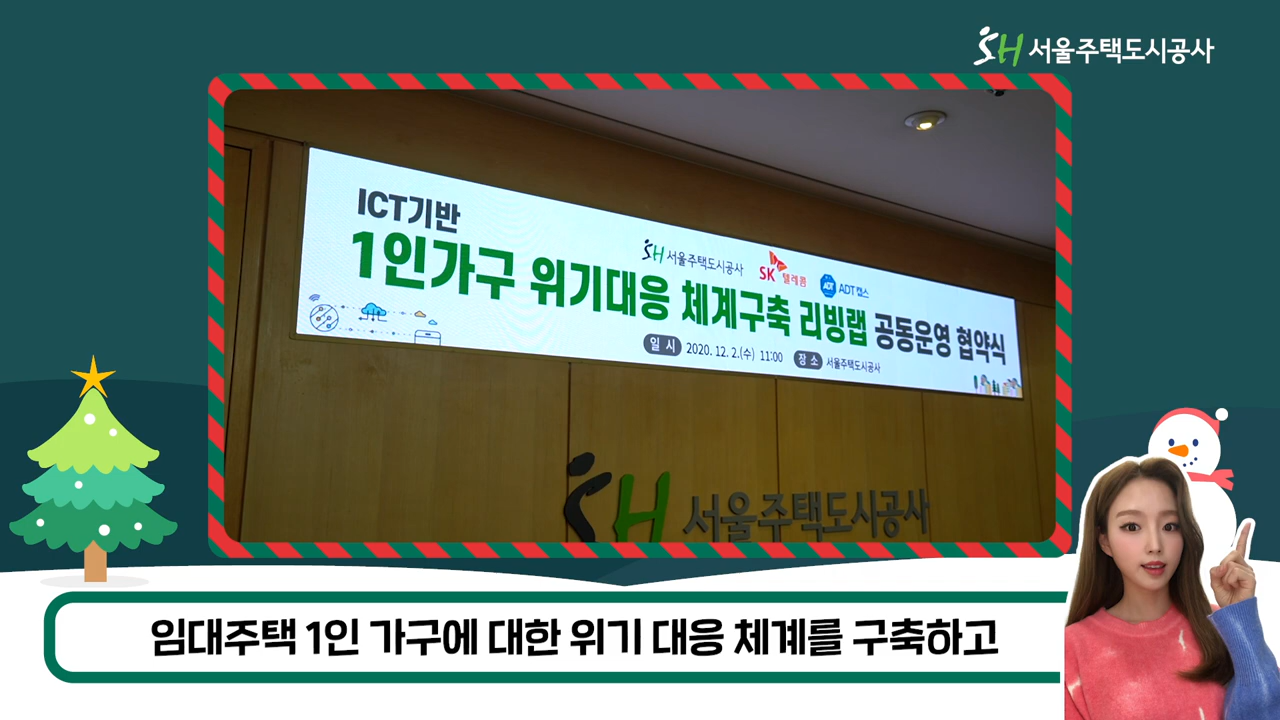 SH 서울주택도시공사
ICT기반
SH 서울주택도시공사 SK 텔레콤 ADT ADT캡스
1인가구 위기대응 체계구축 리빙랩 공동운영 협약식
일 시 2020. 12. 2.(수) 11:00 장 소 서울주택도시공사
SH 서울주택도시공사
임대주택 1인 가구에 대한 위기 대응 체계를 구축하고